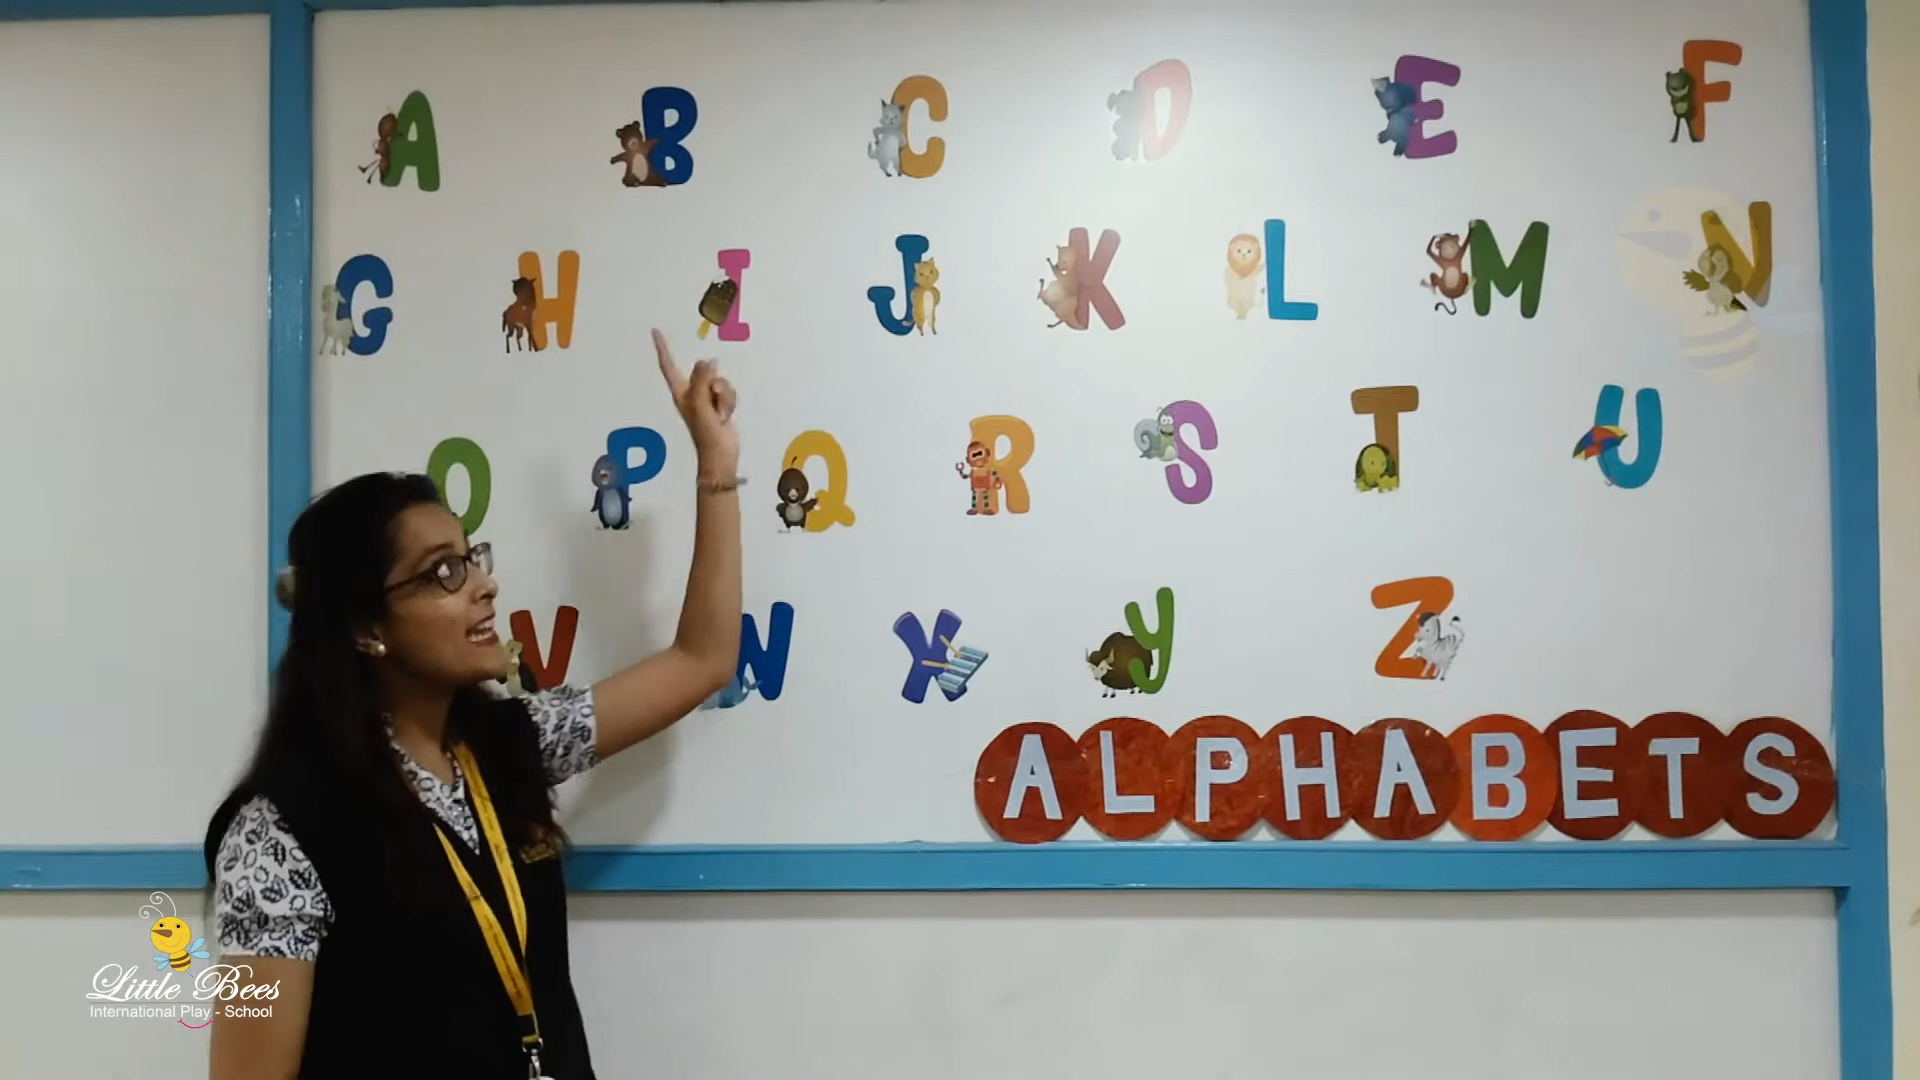 A B C D E F
G H I J K L M N
O P Q R S T U
V W X Y Z
ALPHABETS
Little Bees
International Play - School